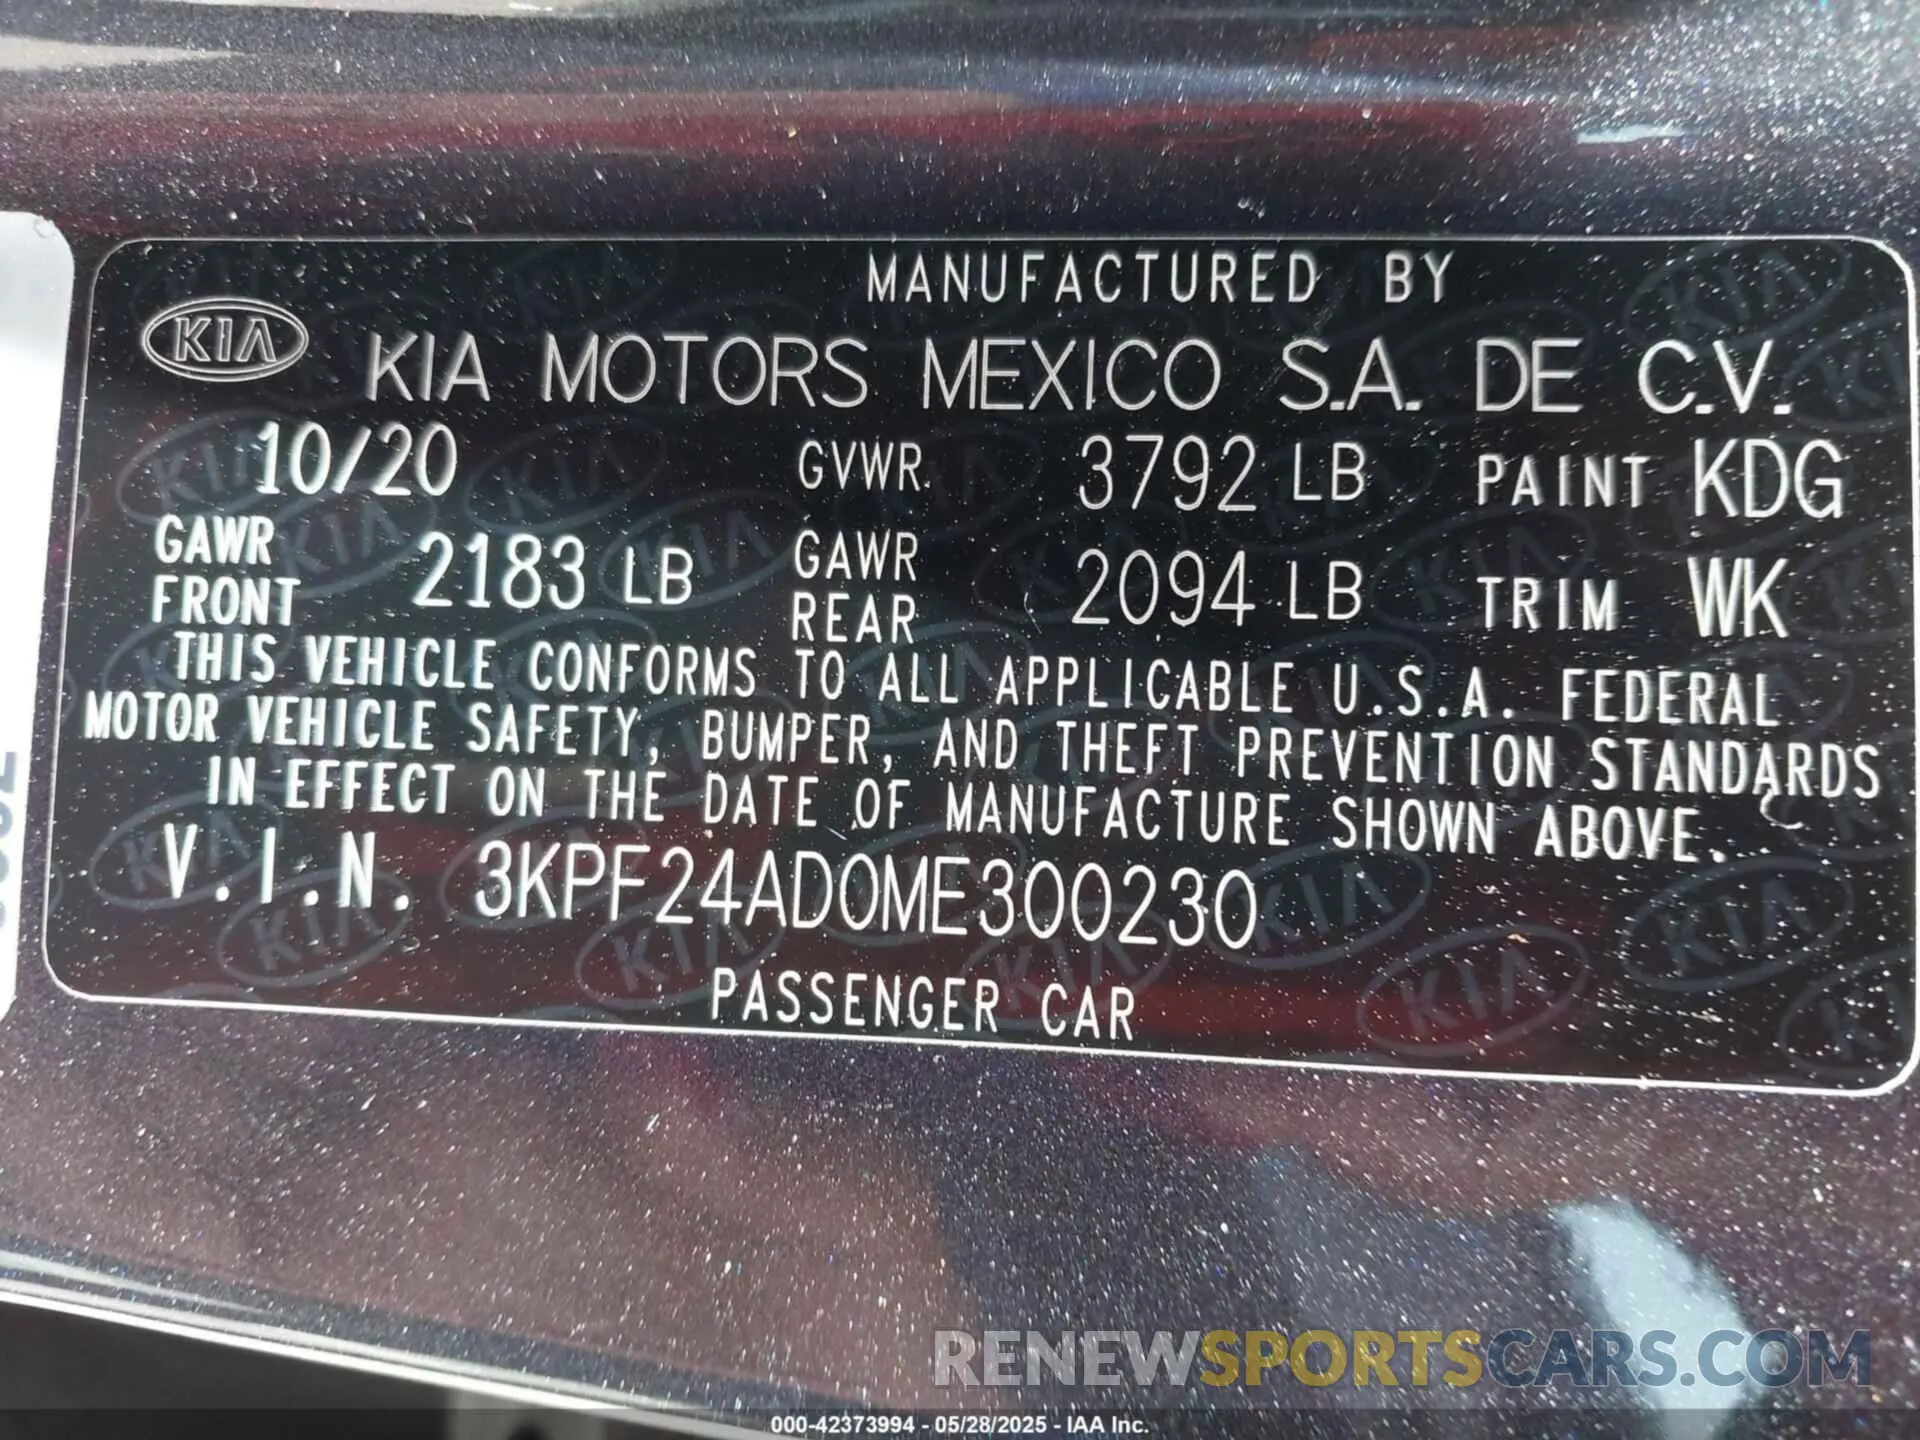 MANUFACTURED BY
KIA KIA MOTORS MEXICO S.A. DE C.V.
10/20 GVWR. 3792 LB PAINT KDG
GAWR FRONT 2183 LB GAWR REAR 2094 LB TRIM WK
THIS VEHICLE CONFORMS TO ALL APPLICABLE U.S.A. FEDERAL
MOTOR VEHICLE SAFETY, BUMPER, AND THEFT PREVENTION STANDARDS
IN EFFECT ON THE DATE OF MANUFACTURE SHOWN ABOVE.
V.I.N. 3KPF24AD0ME300230
PASSENGER CAR
RENEWSPORTSCARS.COM
000-42373994 - 05/28/2025 - IAA Inc.